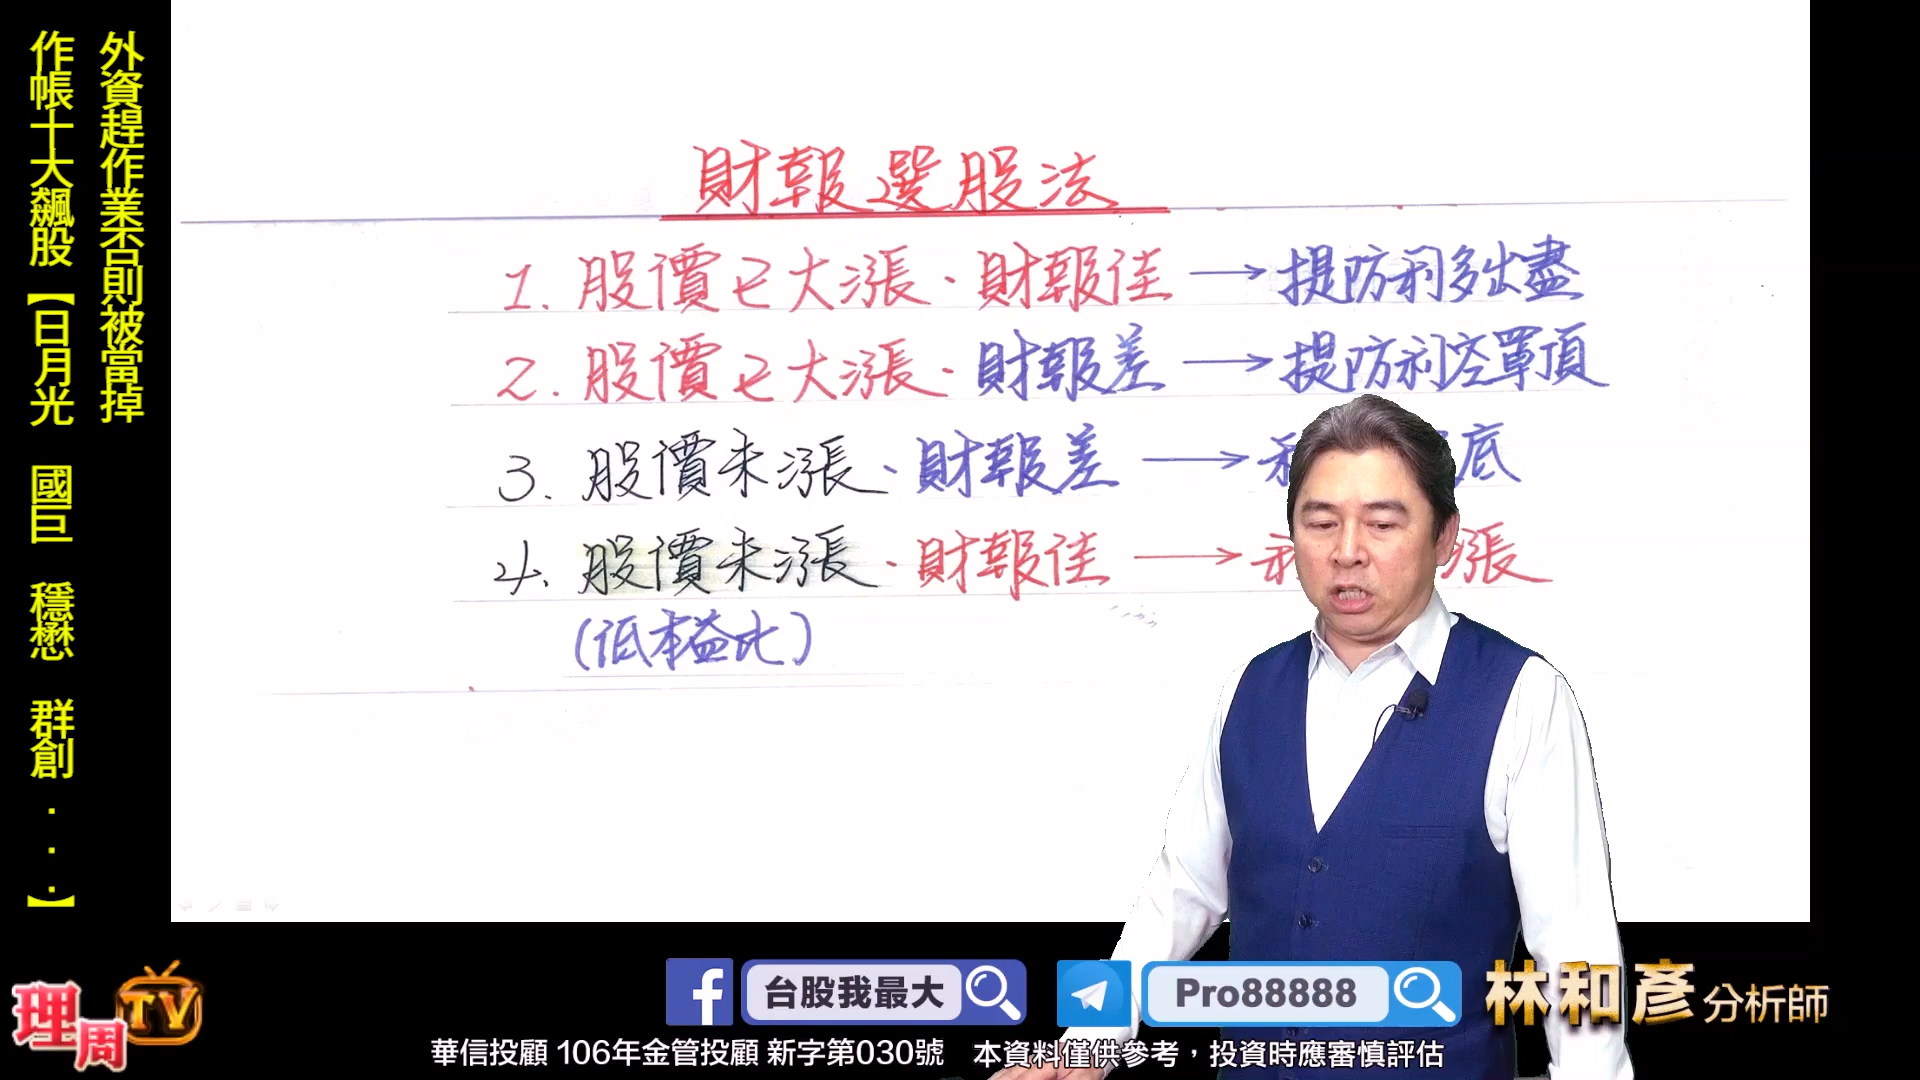 外資趕作業否則被當掉
作帳十大飆股【日月光 國巨 穩懋 群創...】
財報選股法
1. 股價已大漲.財報佳→提防利多出盡
2. 股價已大漲.財報差→提防利空罩頂
3. 股價未漲.財報差→利 底
4. 股價未漲.財報佳→利 漲
(低本益比)
理周TV
台股我最大
Pro88888
林和彥分析師
華信投顧 106年金管投顧 新字第030號 本資料僅供參考，投資時應審慎評估